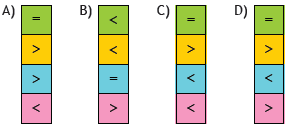 A) B) C) D)
= < = =
> < > >
> = < <
< > < >